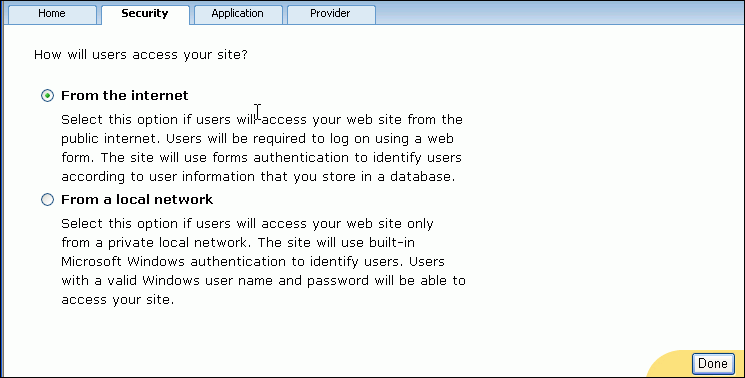 Home Security Application Provider
How will users access your site?
From the internet
Select this option if users will access your web site from the
public internet. Users will be required to log on using a web
form. The site will use forms authentication to identify users
according to user information that you store in a database.
From a local network
Select this option if users will access your web site only
from a private local network. The site will use built-in
Microsoft Windows authentication to identify users. Users
with a valid Windows user name and password will be able to
access your site.
Done